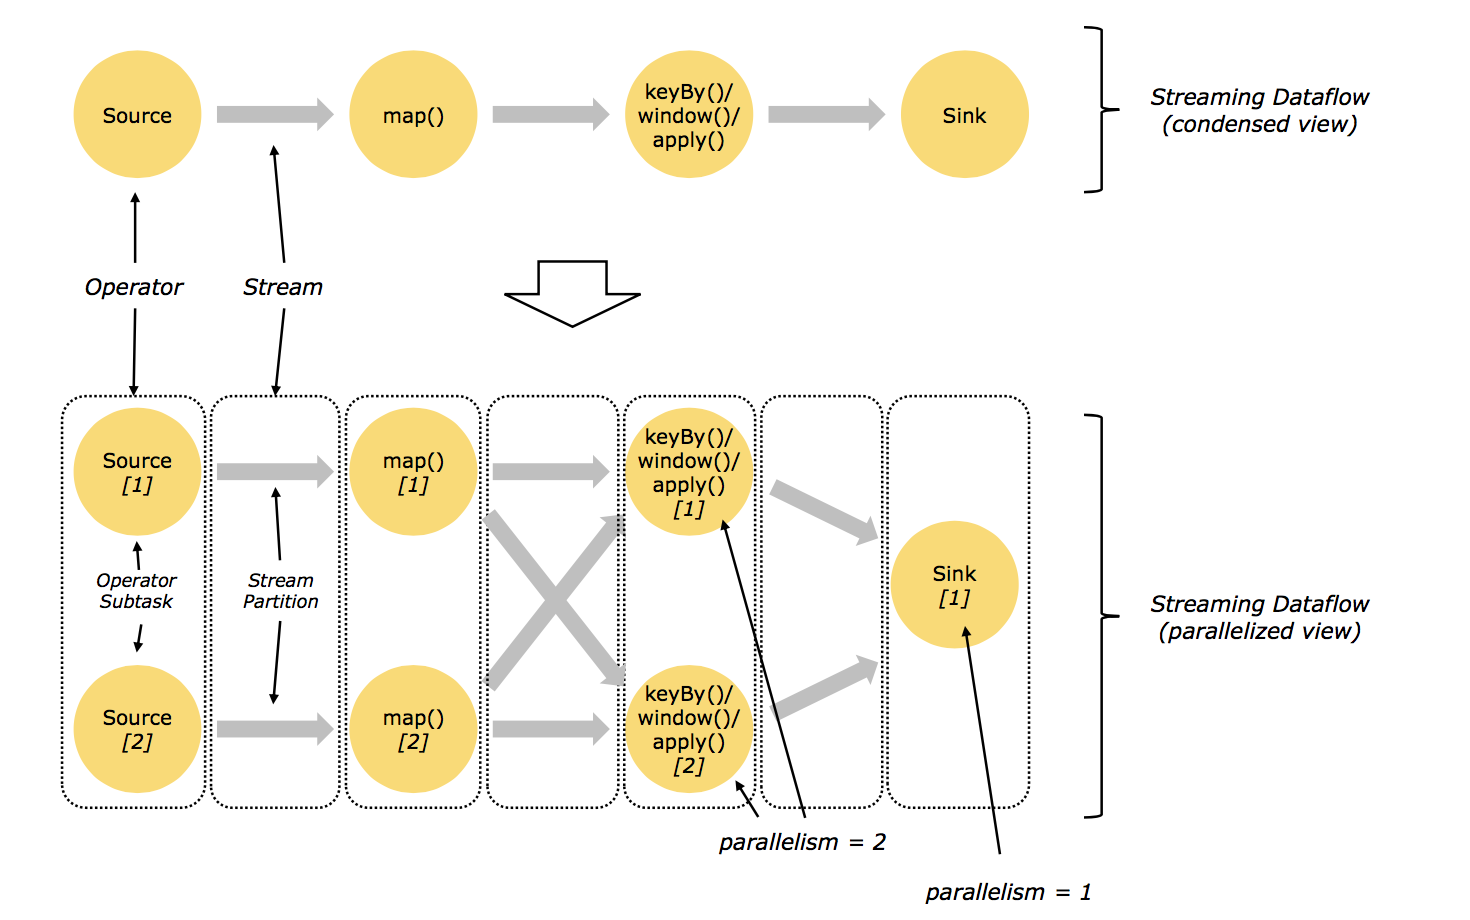 Source
map()
keyBy()/
window()/
apply()
Sink
Streaming Dataflow
(condensed view)
Operator
Stream
Source
[1]
map()
[1]
keyBy()/
window()/
apply()
[1]
Operator
Subtask
Stream
Partition
Sink
[1]
Streaming Dataflow
(parallelized view)
Source
[2]
map()
[2]
keyBy()/
window()/
apply()
[2]
parallelism = 2
parallelism = 1